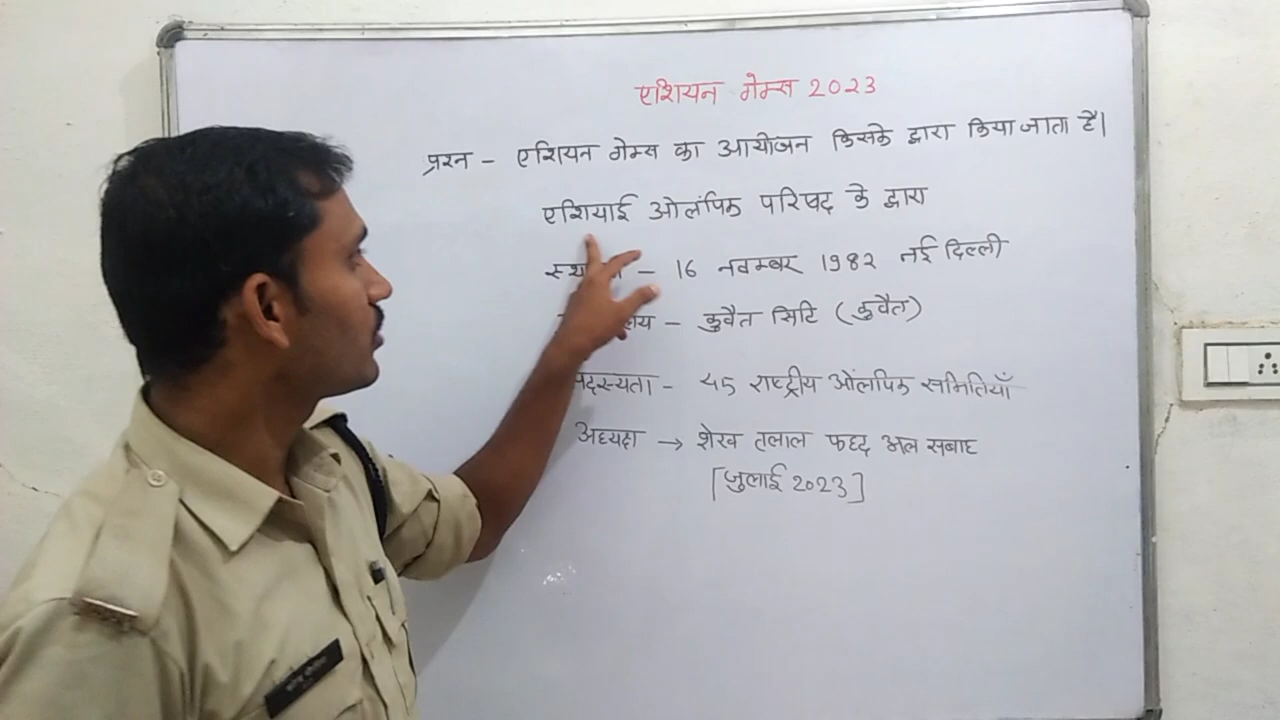 एशियन गेम्स 2023
प्रश्न - एशियन गेम्स का आयोजन किसके द्वारा किया जाता है।
एशियाई ओलंपिक परिषद के द्वारा
- 16 नवम्बर 1982 नई दिल्ली
- कुवैत सिटि (कुवैत)
सदस्यता - 45 राष्ट्रीय ओलंपिक समितियाँ
अध्यक्ष → शेख तलाल फहद अल सबाह
[जुलाई 2023]